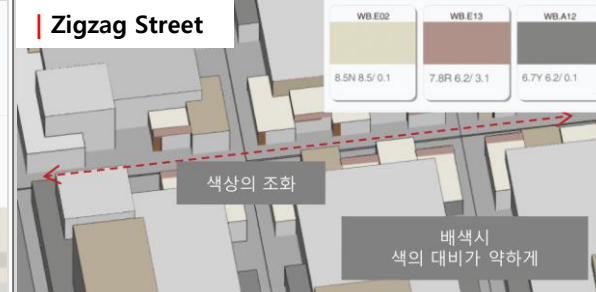 | Zigzag Street
WB.E02
WB.E13
WB.A12
8.5N 8.5/ 0.1
7.8R 6.2/ 3.1
6.7Y 6.2/ 0.1
색상의 조화
배색시
색의 대비가 약하게